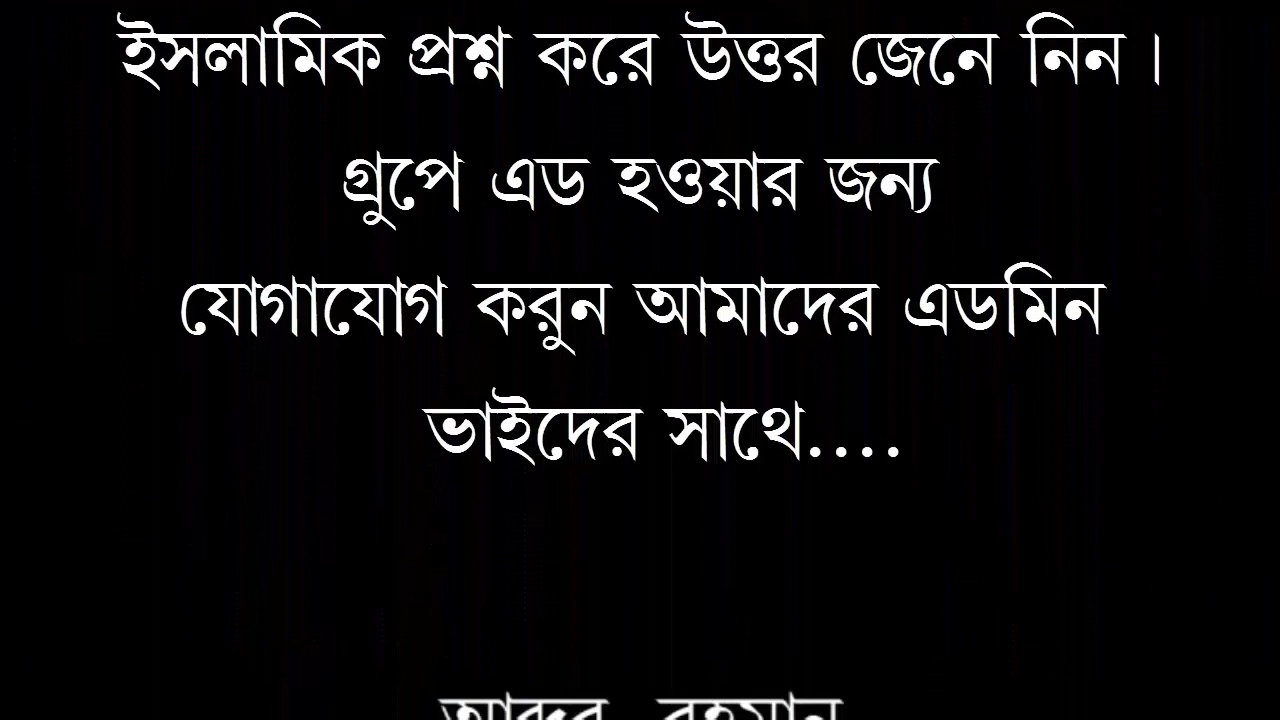 ইসলামিক প্রশ্ন করে উত্তর জেনে নিন।
গ্রুপে এড হওয়ার জন্য
যোগাযোগ করুন আমাদের এডমিন
ভাইদের সাথে....